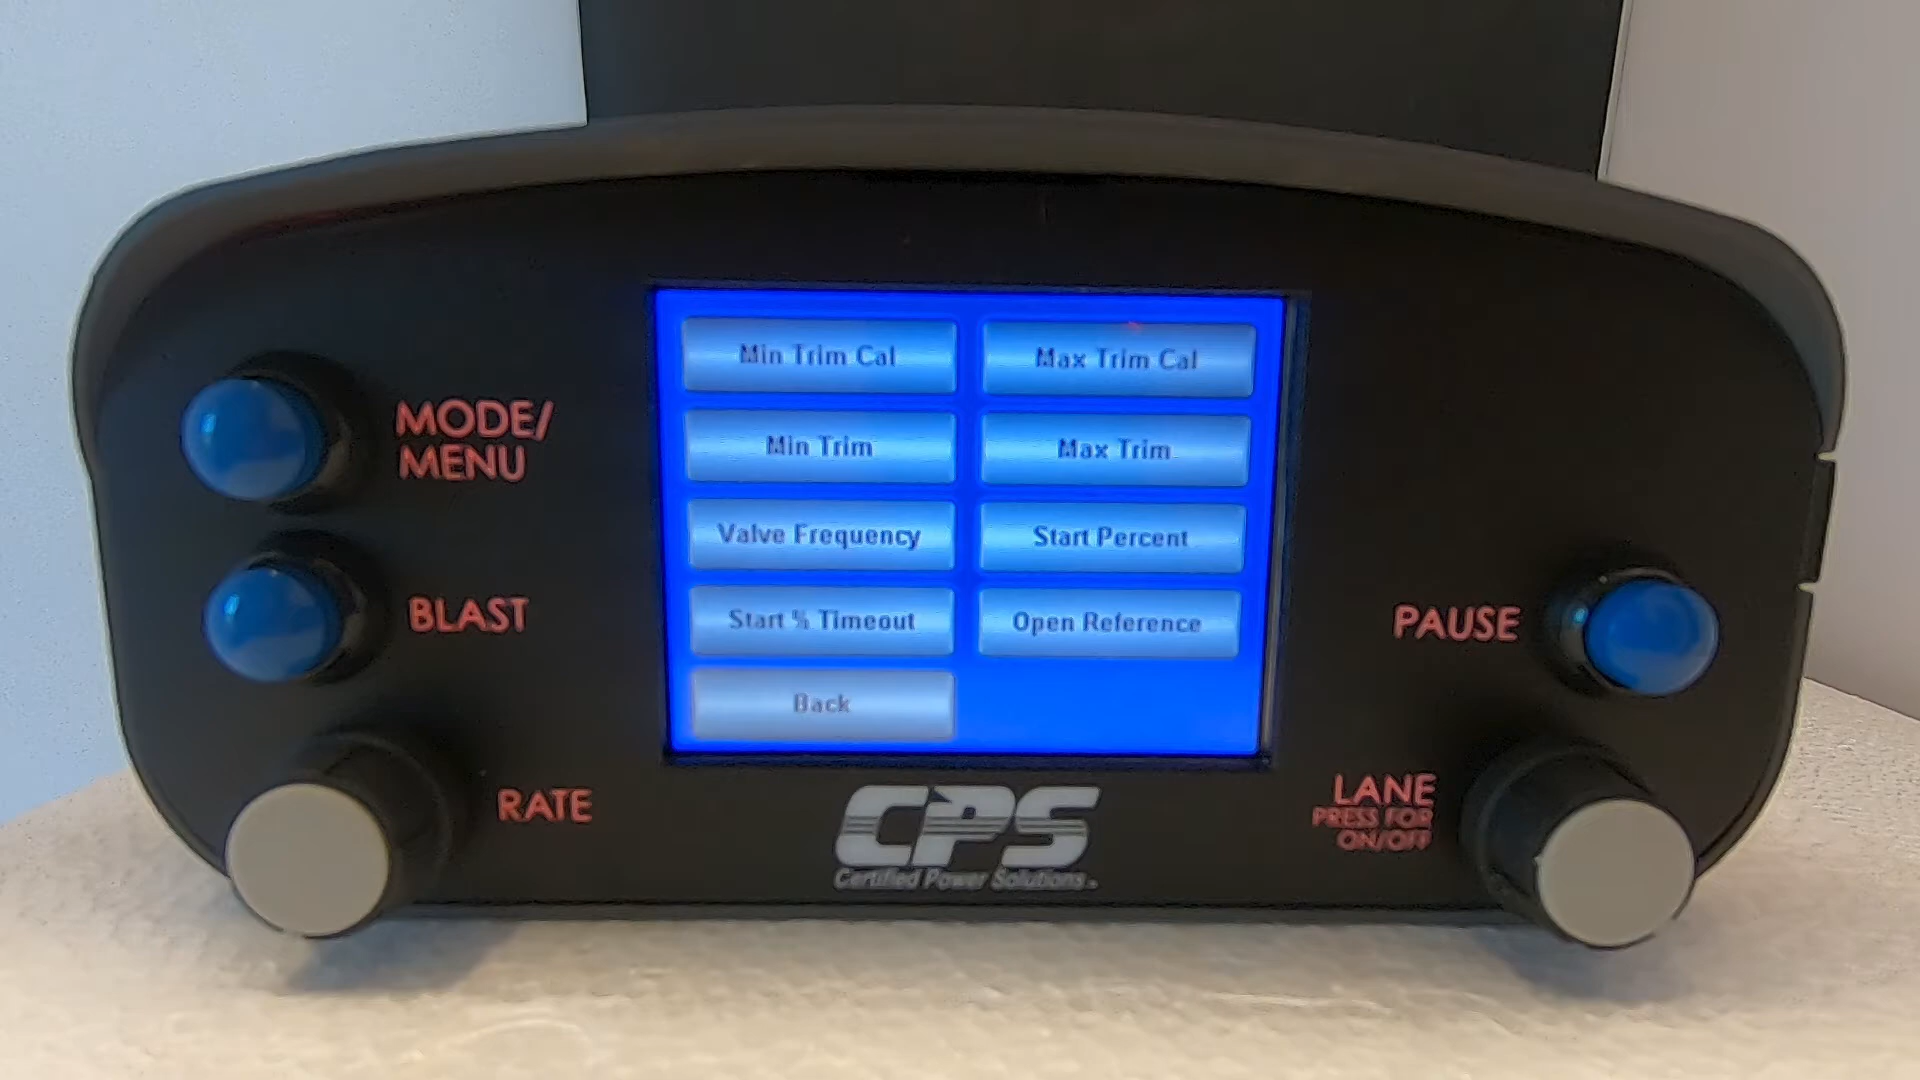 Min Trim Cal
Max Trim Cal
Min Trim
Max Trim
Valve Frequency
Start Percent
Start % Timeout
Open Reference
Back
MODE/
MENU
BLAST
RATE
PAUSE
LANE
PRESS FOR
ON/OFF
CPS
Certified Power Solutions